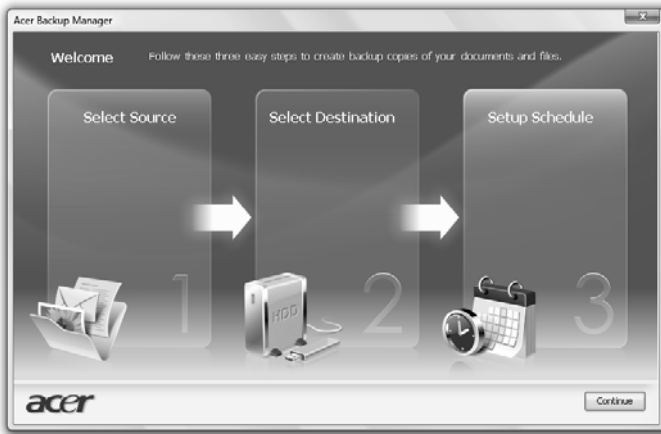 Acer Backup Manager
Welcome
Follow these three easy steps to create backup copies of your documents and files.
Select Source
Select Destination
Setup Schedule
1
HDD
2
3
acer
Continue